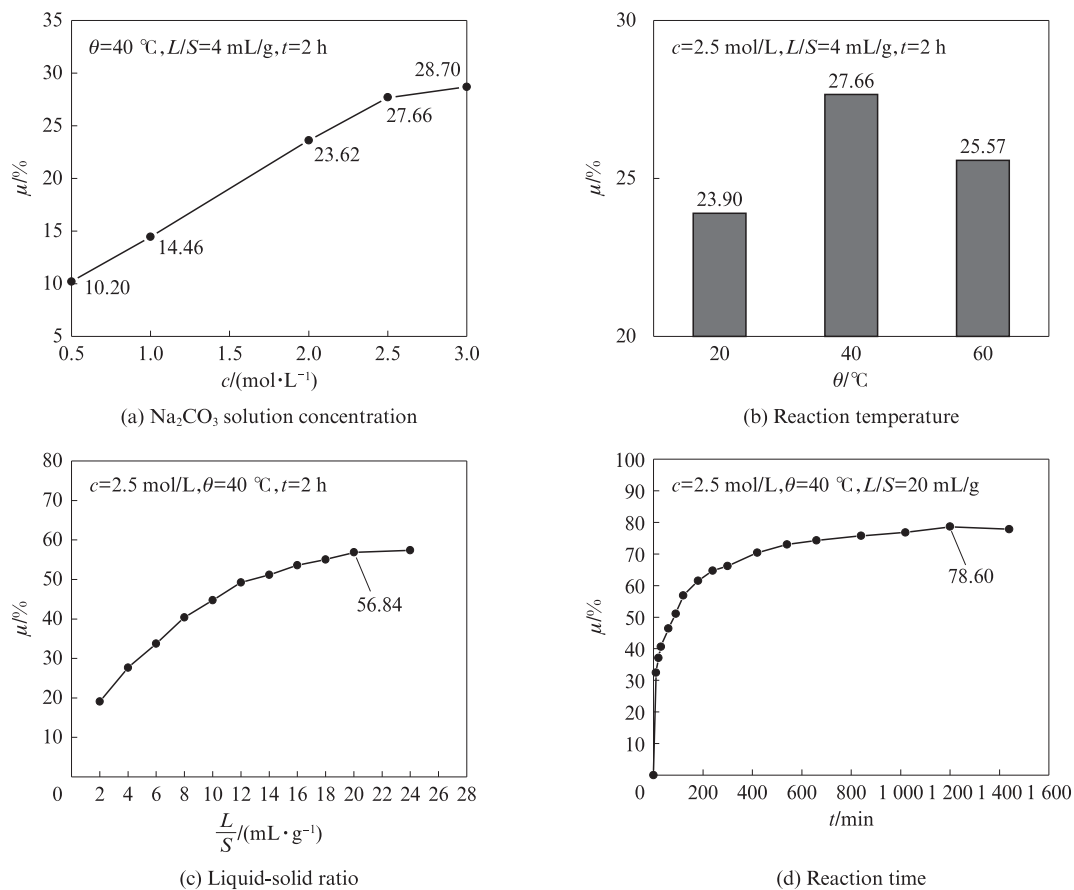 θ=40 ℃, L/S=4 mL/g, t=2 h
40
35
30
25
20
15
10
5
μ/%
10.20
14.46
23.62
27.66
28.70
0.5 1.0 1.5 2.0 2.5 3.0
c/(mol·L⁻¹)
(a) Na₂CO₃ solution concentration
c=2.5 mol/L, L/S=4 mL/g, t=2 h
30
25
20
μ/%
23.90
27.66
25.57
20 40 60
θ/℃
(b) Reaction temperature
c=2.5 mol/L, θ=40 ℃, t=2 h
80
70
60
50
40
30
20
10
μ/%
56.84
0 2 4 6 8 10 12 14 16 18 20 22 24 26 28
L/S/(mL·g⁻¹)
(c) Liquid-solid ratio
c=2.5 mol/L, θ=40 ℃, L/S=20 mL/g
100
90
80
70
60
50
40
30
20
10
0
μ/%
78.60
0 200 400 600 800 1 000 1 200 1 400 1 600
t/min
(d) Reaction time